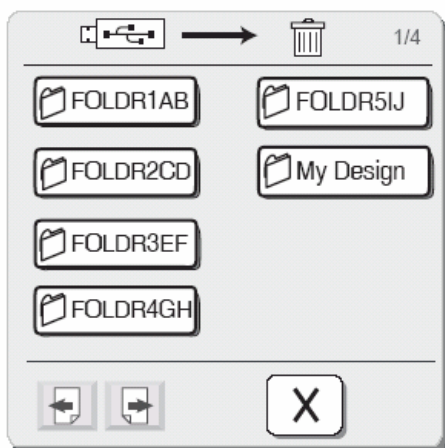 1/4
FOLDR1AB
FOLDR2CD
FOLDR3EF
FOLDR4GH
FOLDR5IJ
My Design
X